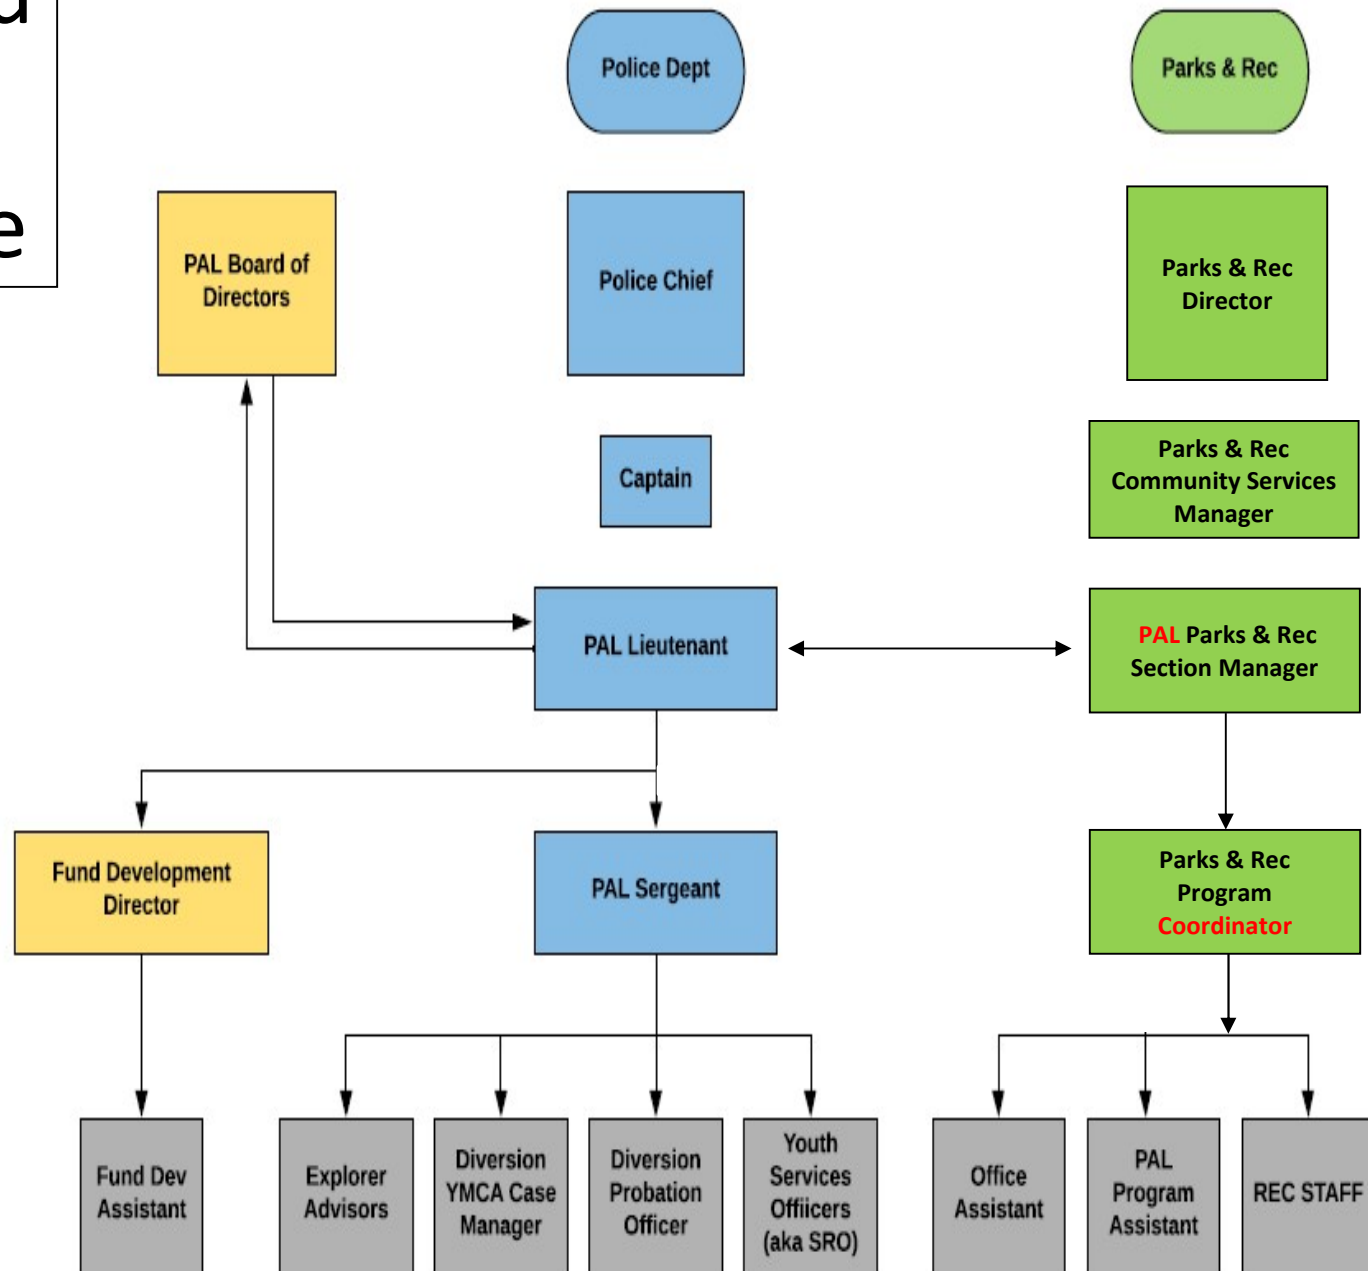 Police Dept
Parks & Rec
PAL Board of
Directors
Police Chief
Parks & Rec
Director
Captain
Parks & Rec
Community Services
Manager
PAL Lieutenant
PAL Parks & Rec
Section Manager
Fund Development
Director
PAL Sergeant
Parks & Rec
Program
Coordinator
Fund Dev
Assistant
Explorer
Advisors
Diversion
YMCA Case
Manager
Diversion
Probation
Officer
Youth
Services
Offiicers
(aka SRO)
Office
Assistant
PAL
Program
Assistant
REC STAFF